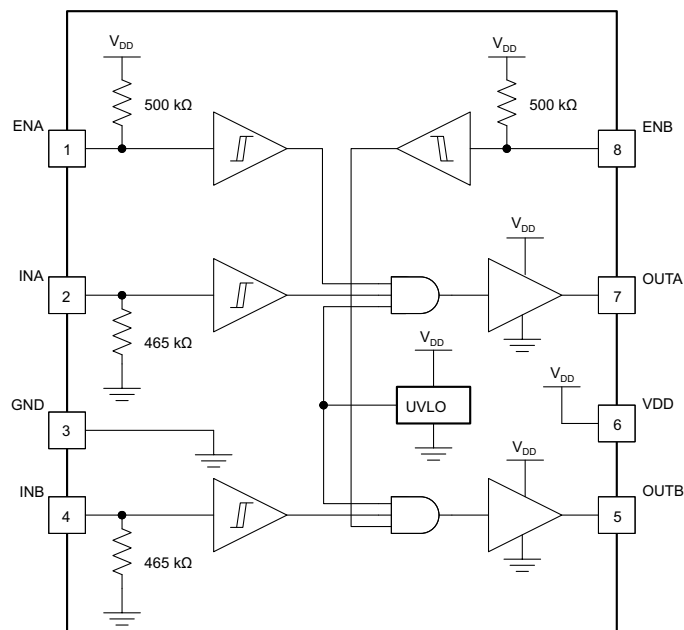 VDD
VDD
500 kΩ
500 kΩ
ENA
ENB
1
8
VDD
INA
OUTA
2
7
465 kΩ
VDD
VDD
GND
VDD
UVLO
3
6
VDD
INB
OUTB
4
5
465 kΩ